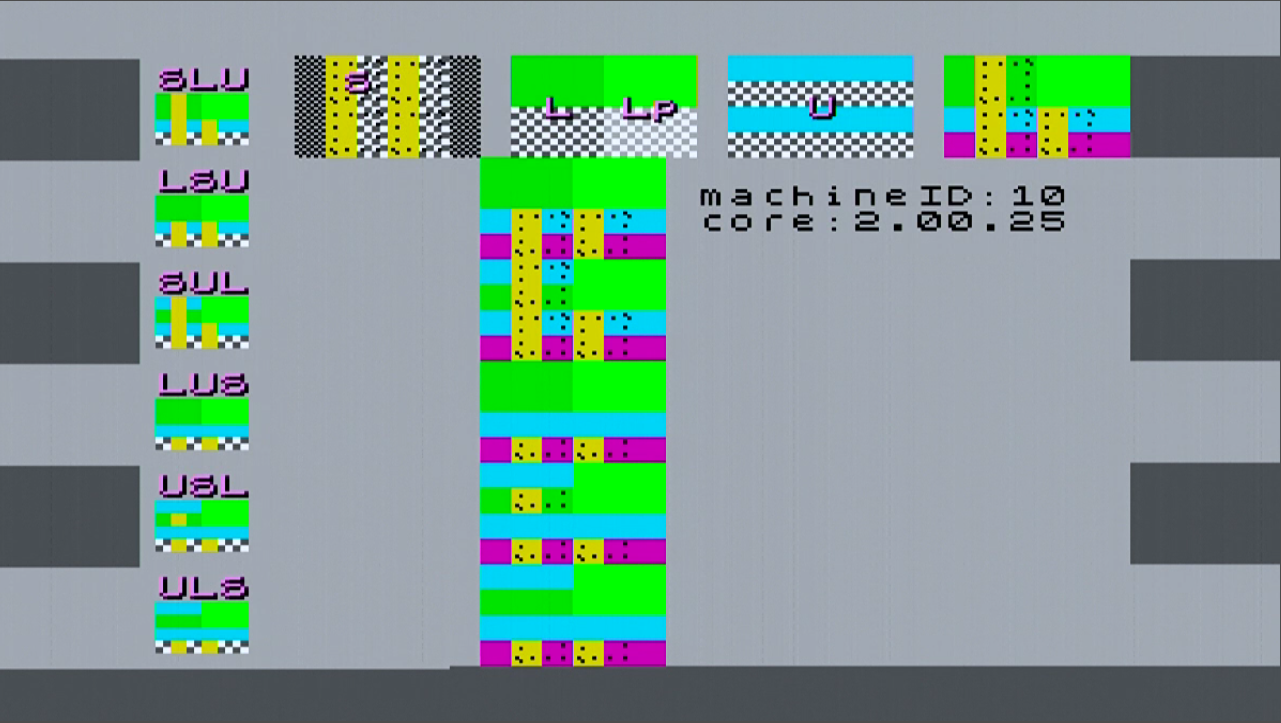 SLU
S
L Lp
U
LSU
machineID:10
core:2.00.25
SUL
LUS
USL
ULS